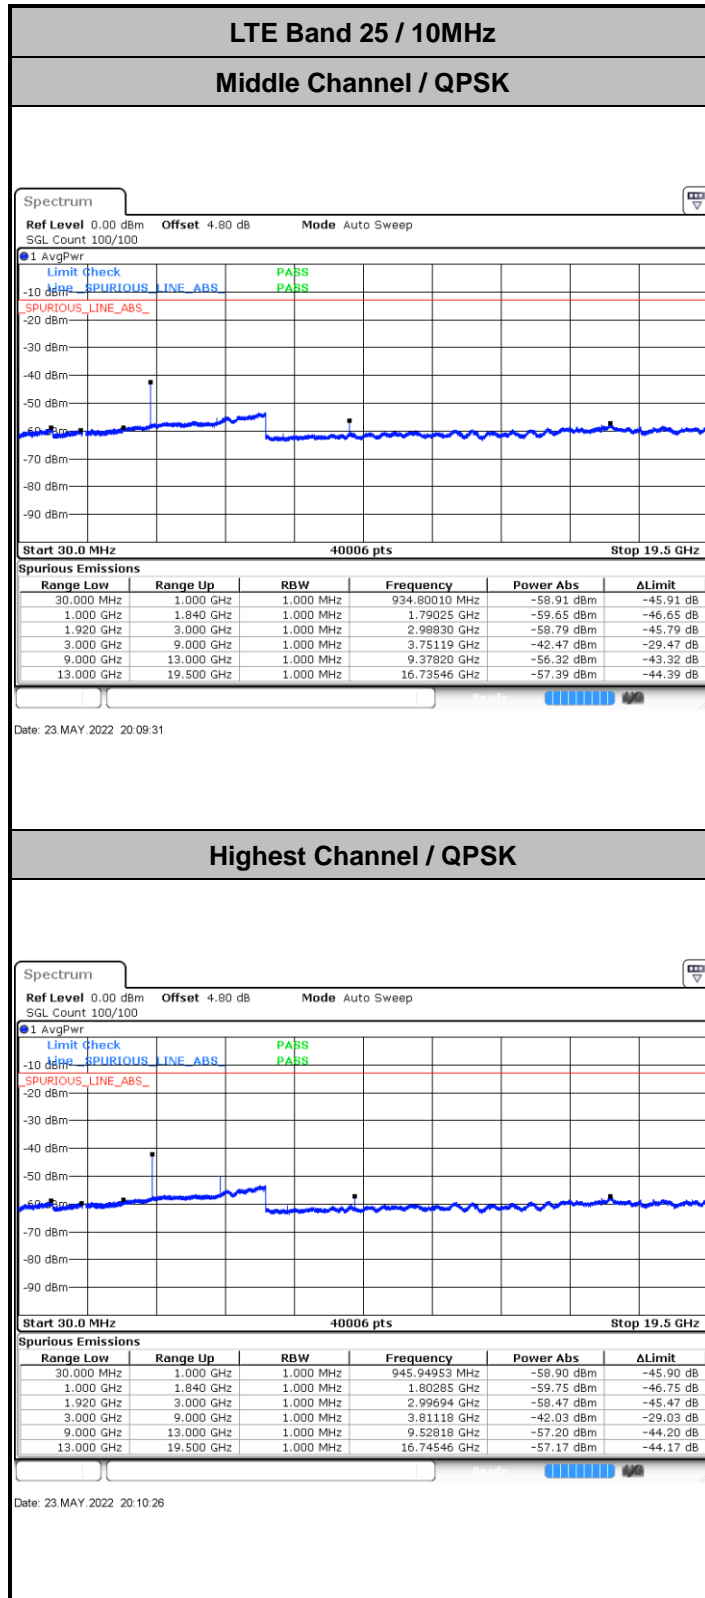 LTE Band 25 / 10MHz
Middle Channel / QPSK
Spectrum
Ref Level 0.00 dBm Offset 4.80 dB Mode Auto Sweep
SGL Count 100/100
1 AvgPwr
Limit Check PASS
-10 dBm Line _SPURIOUS_LINE_ABS_ PASS
_SPURIOUS_LINE_ABS_
-20 dBm
-30 dBm
-40 dBm
-50 dBm
-60 dBm
-70 dBm
-80 dBm
-90 dBm
Start 30.0 MHz 40006 pts Stop 19.5 GHz
Spurious Emissions
Range Low Range Up RBW Frequency Power Abs ΔLimit
30.000 MHz 1.000 GHz 1.000 MHz 934.80010 MHz -58.91 dBm -45.91 dB
1.000 GHz 1.840 GHz 1.000 MHz 1.79025 GHz -59.65 dBm -46.65 dB
1.920 GHz 3.000 GHz 1.000 MHz 2.98830 GHz -58.79 dBm -45.79 dB
3.000 GHz 9.000 GHz 1.000 MHz 3.75119 GHz -42.47 dBm -29.47 dB
9.000 GHz 13.000 GHz 1.000 MHz 9.37820 GHz -56.32 dBm -43.32 dB
13.000 GHz 19.500 GHz 1.000 MHz 16.73546 GHz -57.39 dBm -44.39 dB
Ready
Date: 23.MAY.2022 20:09:31
Highest Channel / QPSK
Spectrum
Ref Level 0.00 dBm Offset 4.80 dB Mode Auto Sweep
SGL Count 100/100
1 AvgPwr
Limit Check PASS
-10 dBm Line _SPURIOUS_LINE_ABS_ PASS
_SPURIOUS_LINE_ABS_
-20 dBm
-30 dBm
-40 dBm
-50 dBm
-60 dBm
-70 dBm
-80 dBm
-90 dBm
Start 30.0 MHz 40006 pts Stop 19.5 GHz
Spurious Emissions
Range Low Range Up RBW Frequency Power Abs ΔLimit
30.000 MHz 1.000 GHz 1.000 MHz 945.94953 MHz -58.90 dBm -45.90 dB
1.000 GHz 1.840 GHz 1.000 MHz 1.80285 GHz -59.75 dBm -46.75 dB
1.920 GHz 3.000 GHz 1.000 MHz 2.99694 GHz -58.47 dBm -45.47 dB
3.000 GHz 9.000 GHz 1.000 MHz 3.81118 GHz -42.03 dBm -29.03 dB
9.000 GHz 13.000 GHz 1.000 MHz 9.52818 GHz -57.20 dBm -44.20 dB
13.000 GHz 19.500 GHz 1.000 MHz 16.74546 GHz -57.17 dBm -44.17 dB
Ready
Date: 23.MAY.2022 20:10:26